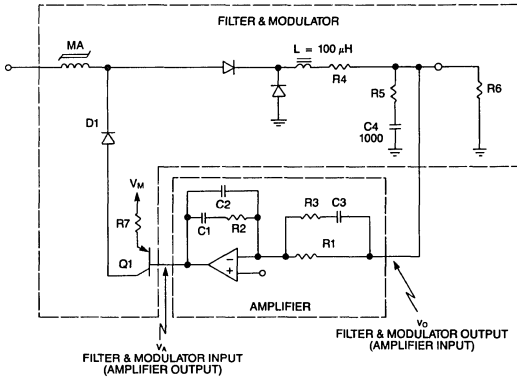 FILTER & MODULATOR
MA
L = 100 μH
R4
R5
R6
C4
1000
D1
VM
R7
Q1
C2
C1
R2
R3
C3
R1
−
+
AMPLIFIER
vO
FILTER & MODULATOR OUTPUT
(AMPLIFIER INPUT)
vA
FILTER & MODULATOR INPUT
(AMPLIFIER OUTPUT)